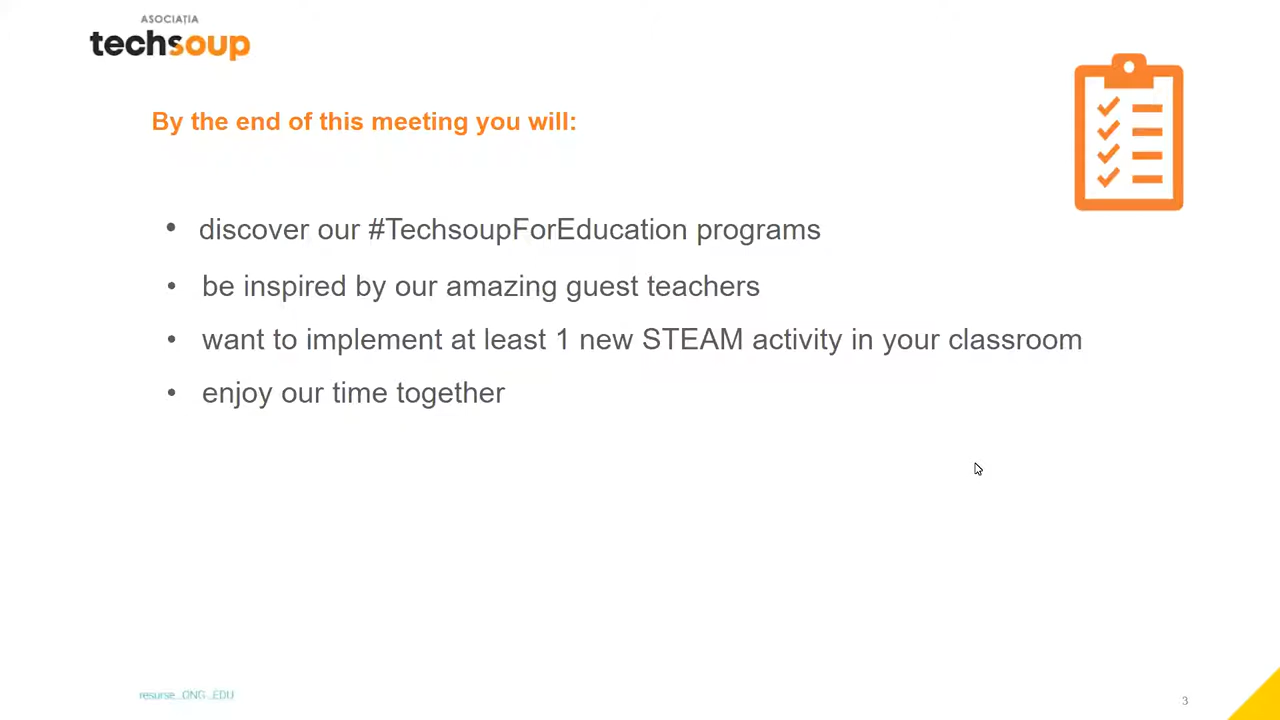 ASOCIAȚIA
techsoup
By the end of this meeting you will:
• discover our #TechsoupForEducation programs
• be inspired by our amazing guest teachers
• want to implement at least 1 new STEAM activity in your classroom
• enjoy our time together
resurse_ONG_EDU
3